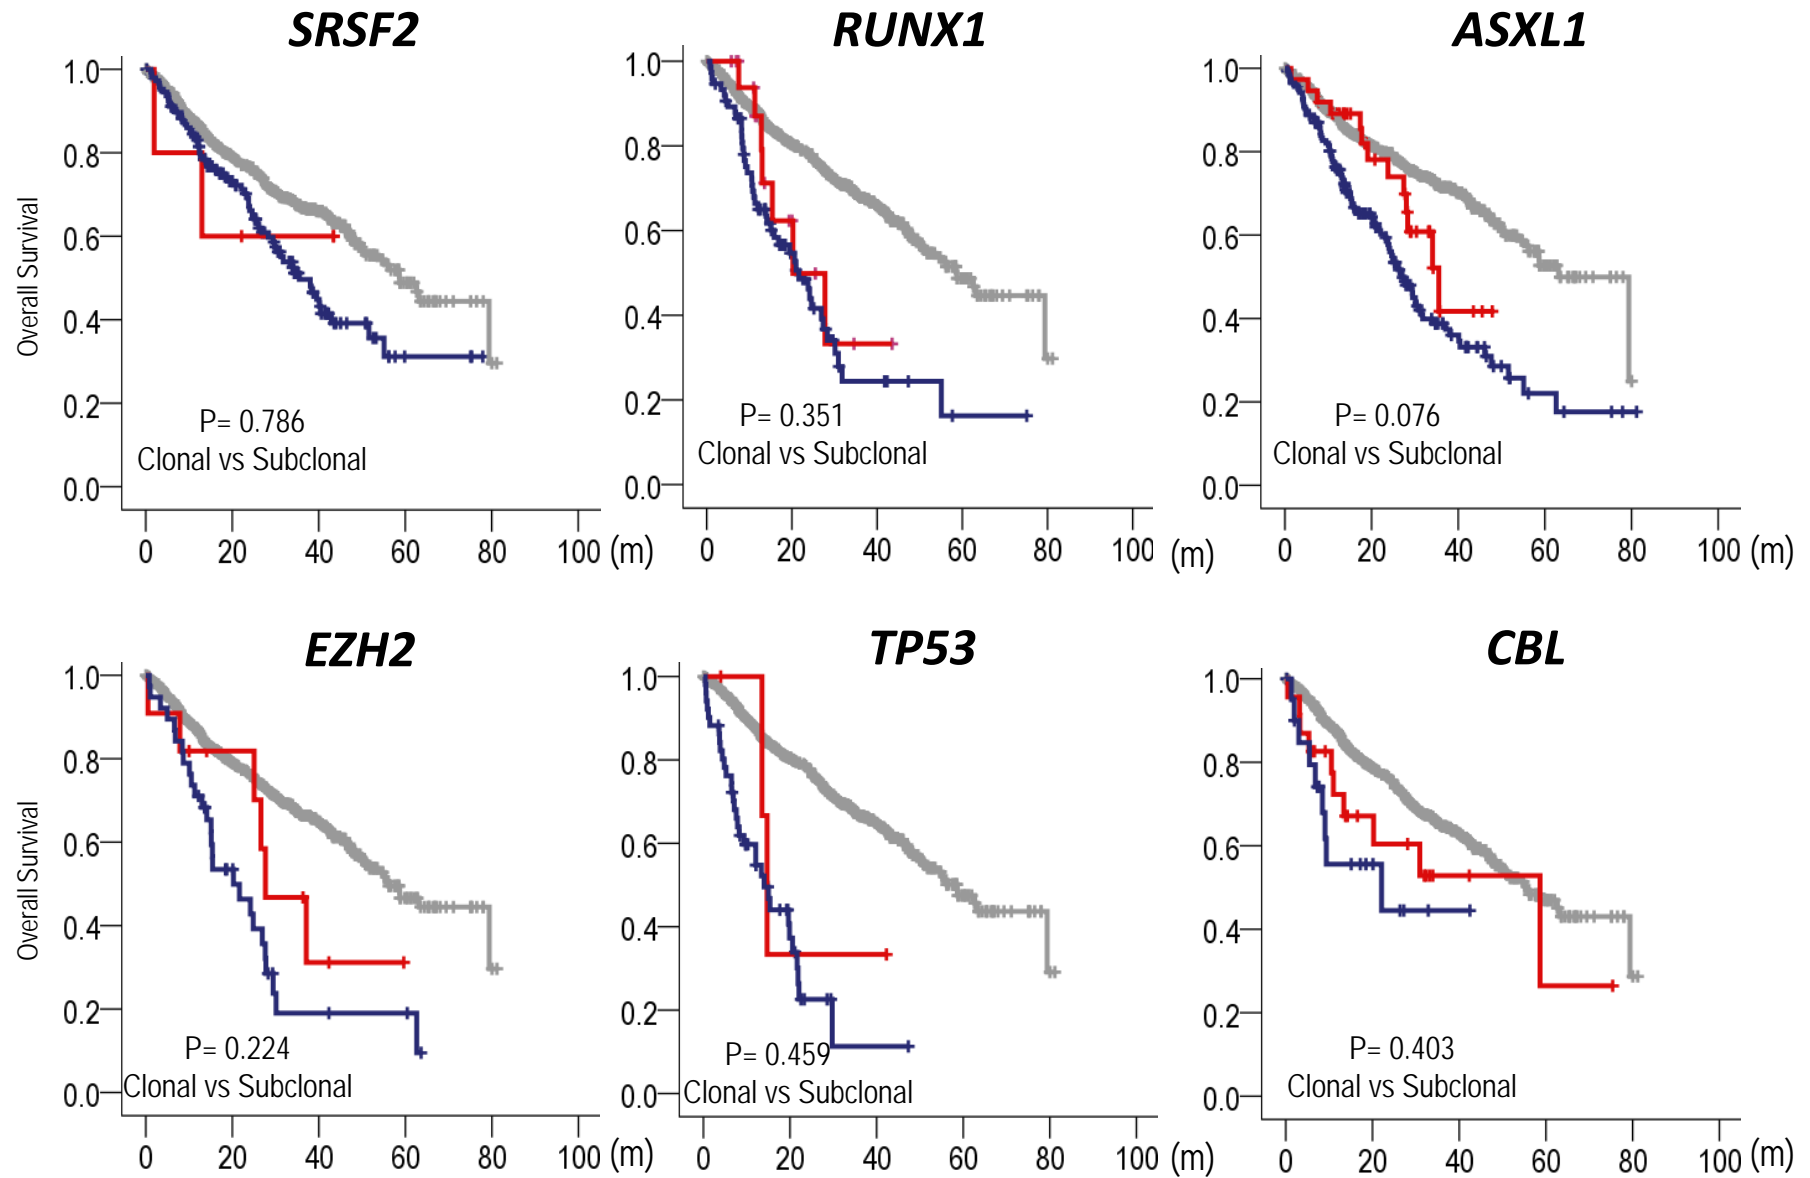 SRSF2
RUNX1
ASXL1
Overall Survival
1.0
0.8
0.6
0.4
0.2
0.0
P= 0.786
Clonal vs Subclonal
0 20 40 60 80 100 (m)
1.0
0.8
0.6
0.4
0.2
0.0
P= 0.351
Clonal vs Subclonal
0 20 40 60 80 100 (m)
1.0
0.8
0.6
0.4
0.2
0.0
P= 0.076
Clonal vs Subclonal
0 20 40 60 80 100 (m)
EZH2
TP53
CBL
Overall Survival
1.0
0.8
0.6
0.4
0.2
0.0
P= 0.224
Clonal vs Subclonal
0 20 40 60 80 100 (m)
1.0
0.8
0.6
0.4
0.2
0.0
P= 0.459
Clonal vs Subclonal
0 20 40 60 80 100 (m)
1.0
0.8
0.6
0.4
0.2
0.0
P= 0.403
Clonal vs Subclonal
0 20 40 60 80 100 (m)